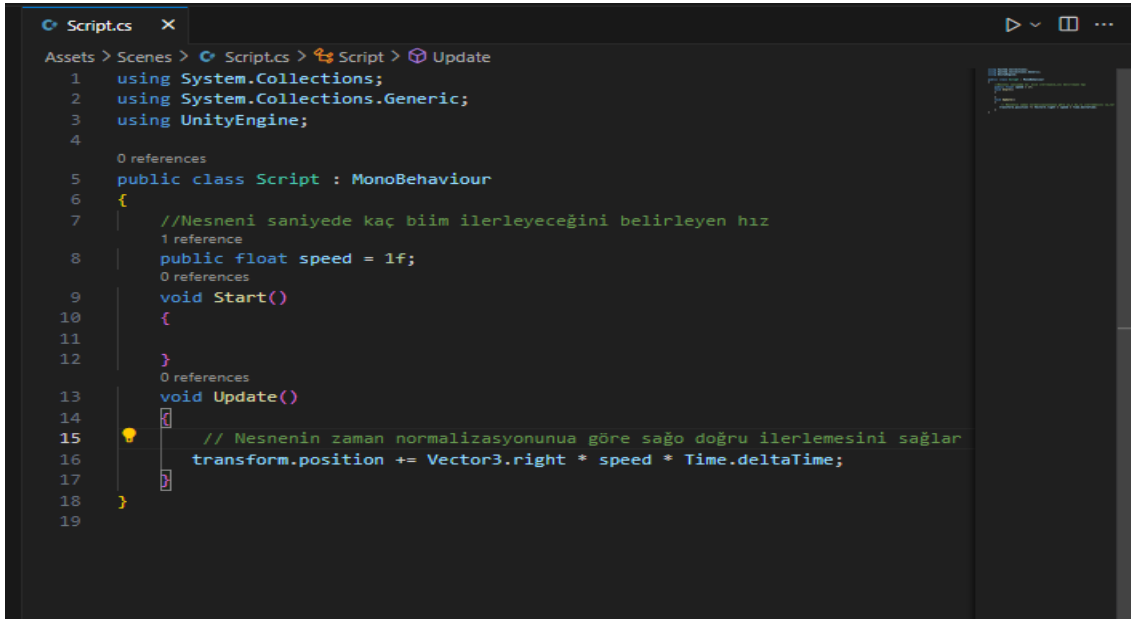 Script.cs
Assets > Scenes > Script.cs > Script > Update
1 using System.Collections;
2 using System.Collections.Generic;
3 using UnityEngine;
4
0 references
5 public class Script : MonoBehaviour
6 {
7 //Nesneni saniyede kaç biim ilerleyeceğini belirleyen hız
1 reference
8 public float speed = 1f;
0 references
9 void Start()
10 {
11
12 }
0 references
13 void Update()
14 {
15 // Nesnenin zaman normalizasyonunua göre sağo doğru ilerlemesini sağlar
16 transform.position += Vector3.right * speed * Time.deltaTime;
17 }
18 }
19